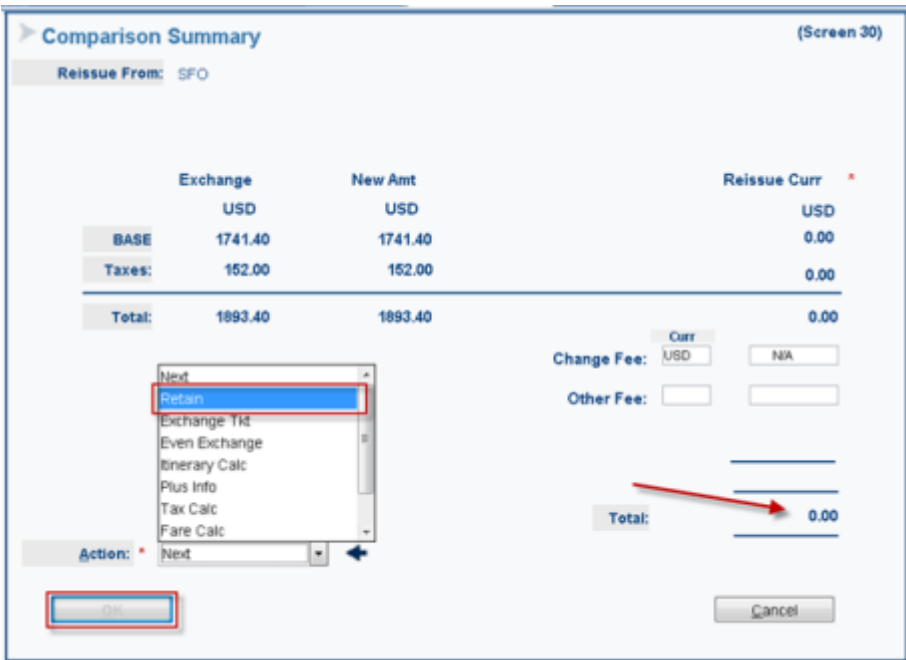 Comparison Summary (Screen 30)
Reissue From: SFO
Exchange New Amt Reissue Curr *
USD USD USD
BASE 1741.40 1741.40 0.00
Taxes: 152.00 152.00 0.00
Total: 1893.40 1893.40 0.00
Curr
Change Fee: USD N/A
Other Fee:
Next
Retain
Exchange Tkt
Even Exchange
Itinerary Calc
Plus Info
Tax Calc
Fare Calc
Total: 0.00
Action: * Next
OK Cancel